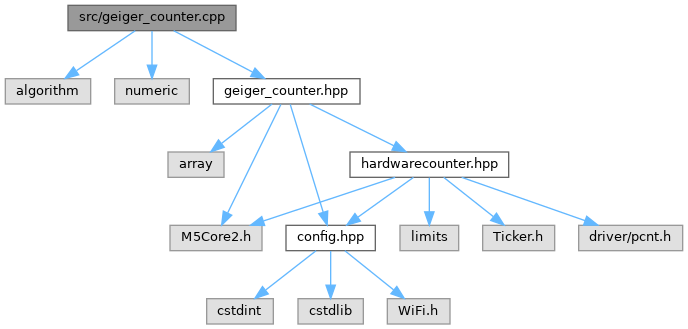 src/geiger_counter.cpp
algorithm
numeric
geiger_counter.hpp
array
hardwarecounter.hpp
M5Core2.h
config.hpp
limits
Ticker.h
driver/pcnt.h
cstdint
cstdlib
WiFi.h